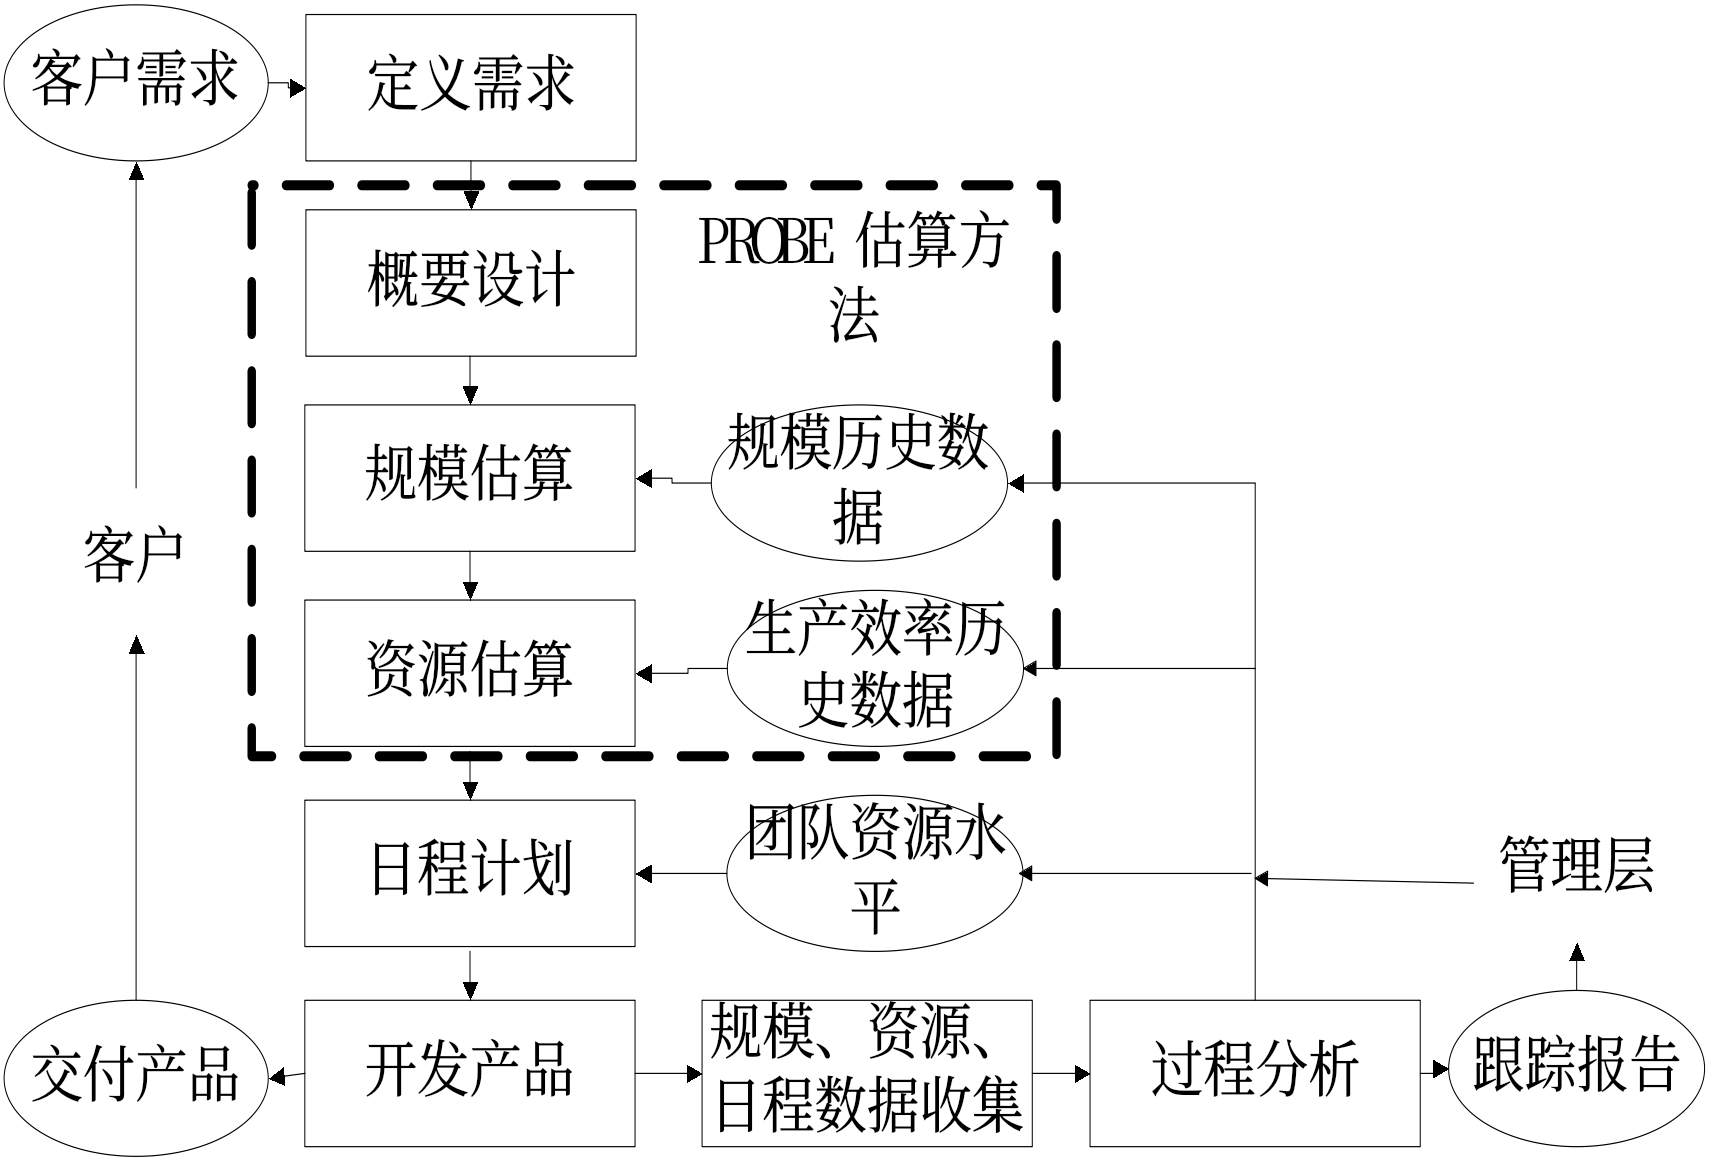 客户需求
定义需求
概要设计
PROBE 估算方
法
规模估算
规模历史数
据
客户
资源估算
生产效率历
史数据
日程计划
团队资源水
平
管理层
交付产品
开发产品
规模、资源、
日程数据收集
过程分析
跟踪报告